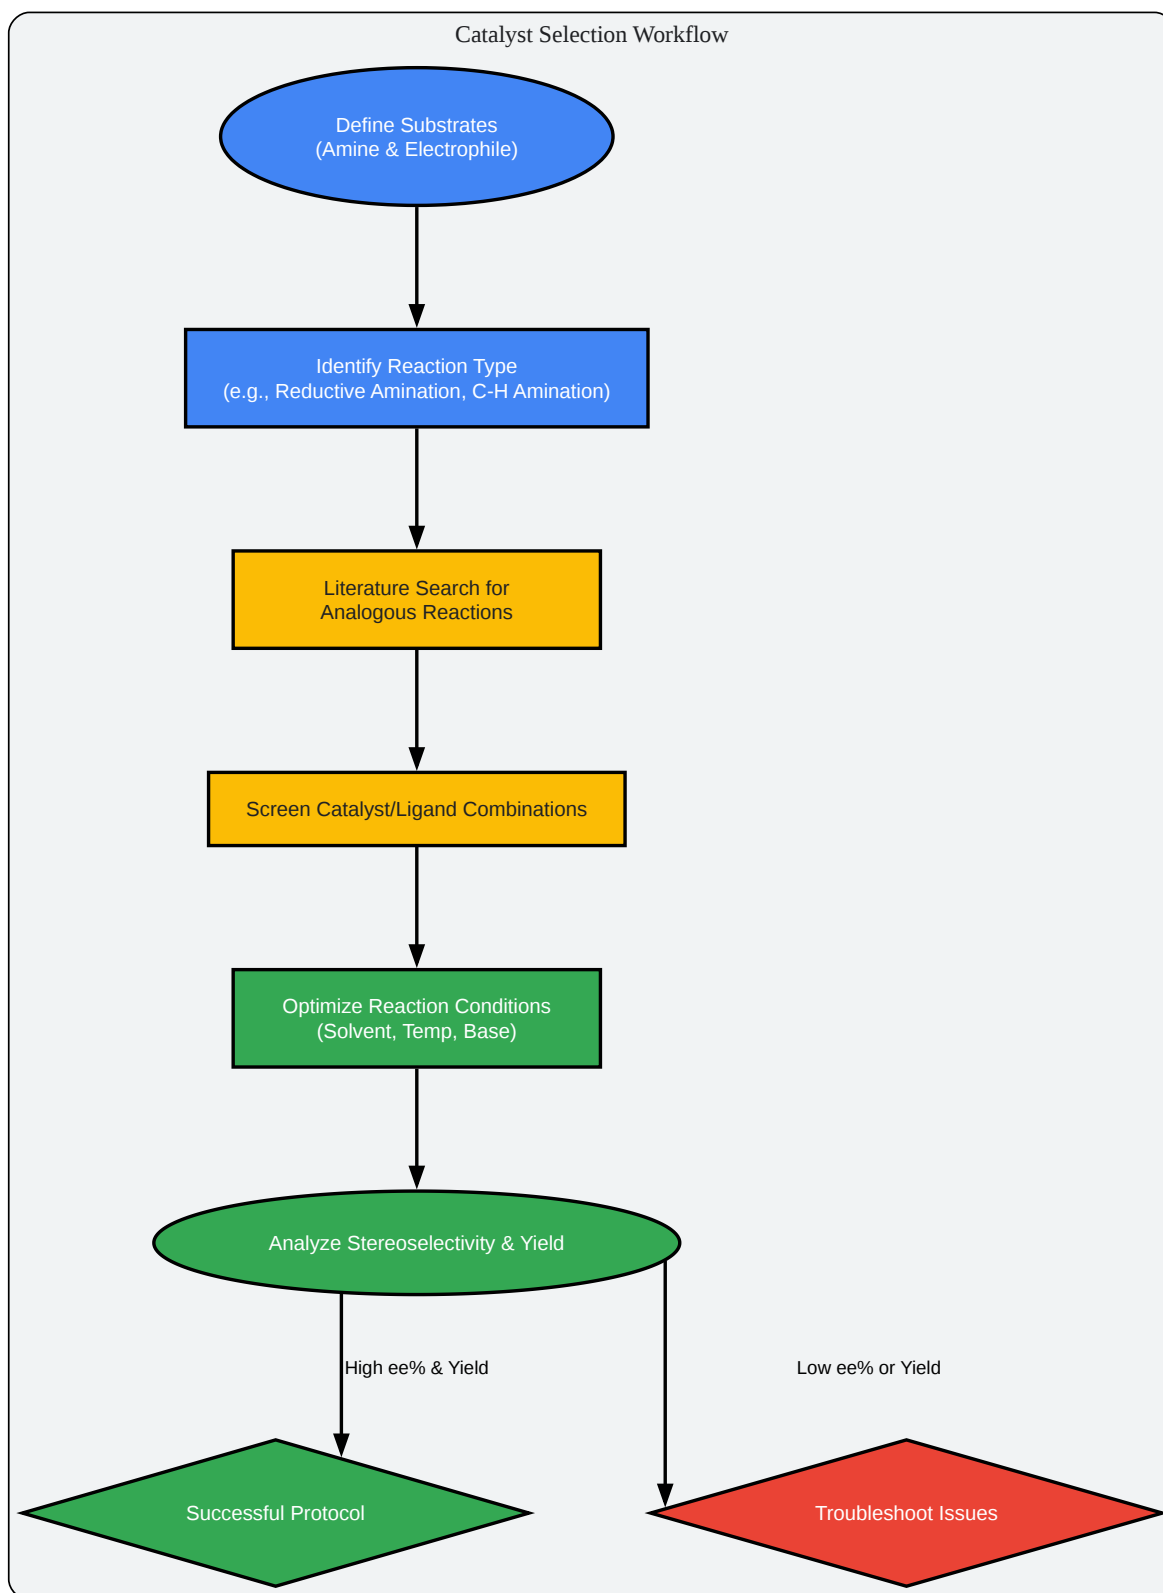 Catalyst Selection Workflow
Define Substrates
(Amine & Electrophile)
Identify Reaction Type
(e.g., Reductive Amination, C-H Amination)
Literature Search for
Analogous Reactions
Screen Catalyst/Ligand Combinations
Optimize Reaction Conditions
(Solvent, Temp, Base)
Analyze Stereoselectivity & Yield
High ee% & Yield
Low ee% or Yield
Successful Protocol
Troubleshoot Issues